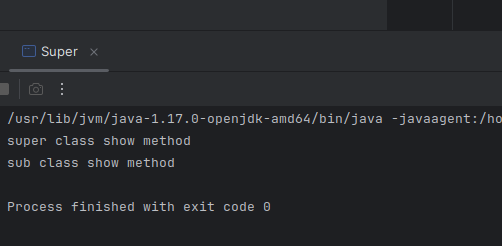 Super
/usr/lib/jvm/java-1.17.0-openjdk-amd64/bin/java -javaagent:/ho
super class show method
sub class show method
Process finished with exit code 0